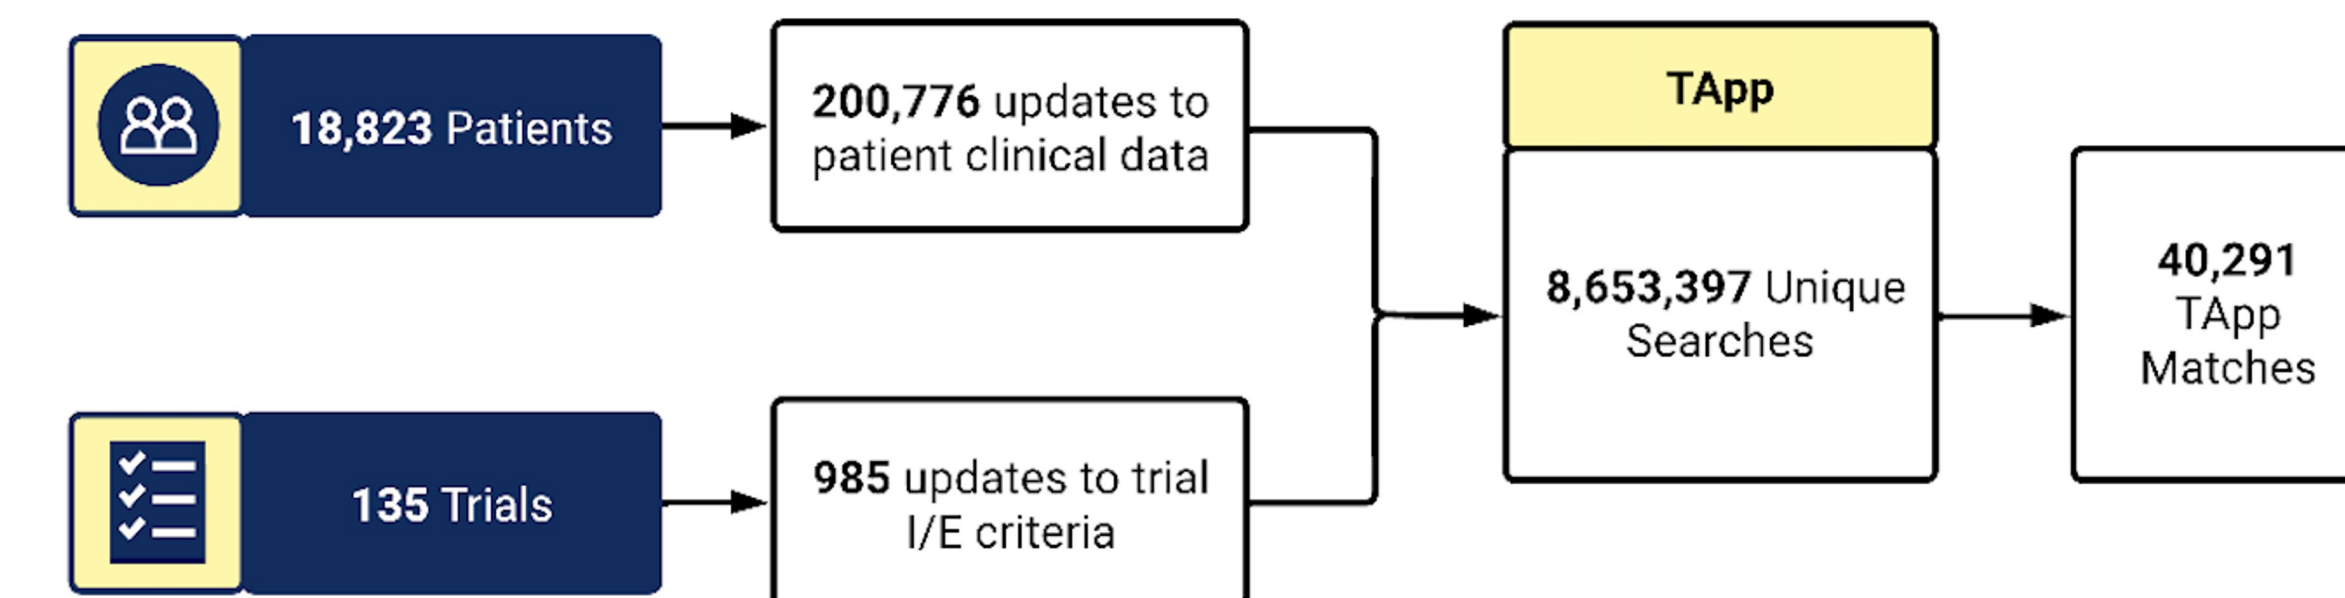 18,823 Patients
200,776 updates to
patient clinical data
TApp
8,653,397 Unique
Searches
40,291
TApp
Matches
135 Trials
985 updates to trial
I/E criteria